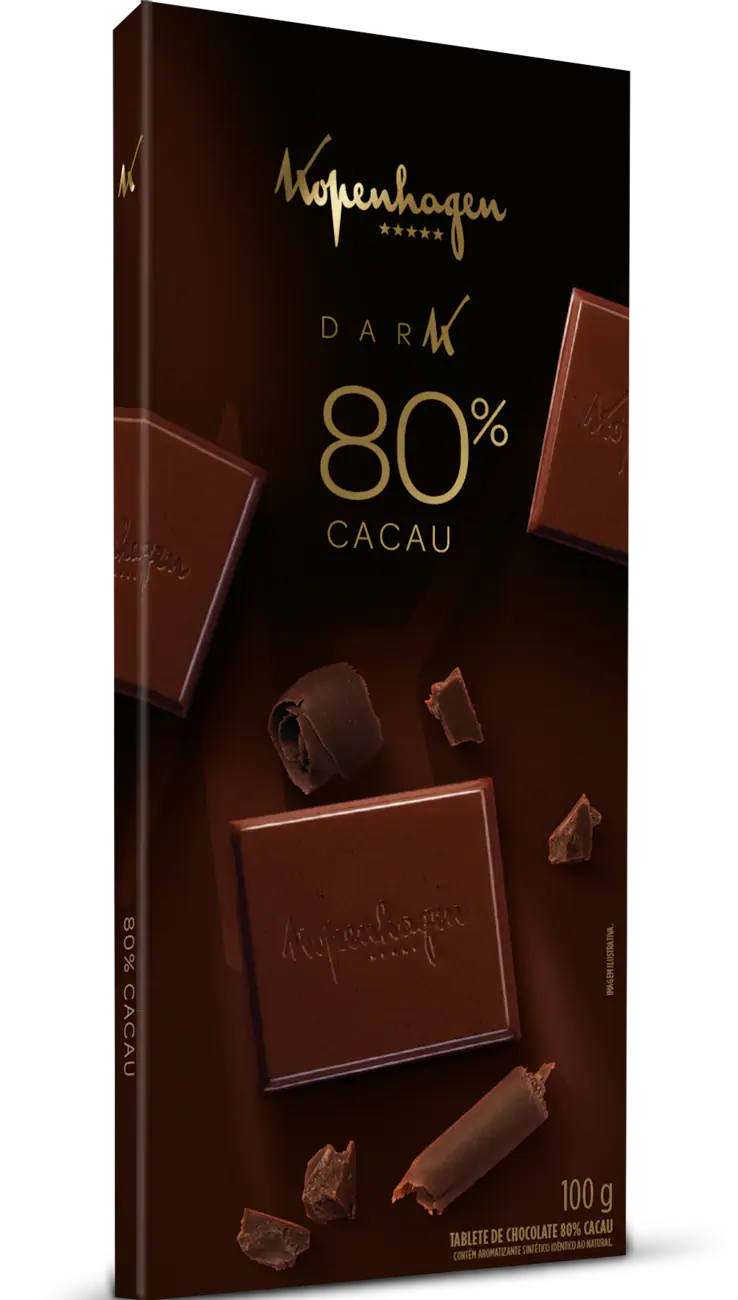 Kopenhagen
DARK
80%
CACAU
Kopenhagen
100 g
TABLETE DE CHOCOLATE 80% CACAU
CONTÉM AROMATIZANTE SINTÉTICO IDÊNTICO AO NATURAL.
IMAGEM ILUSTRATIVA.
80% CACAU